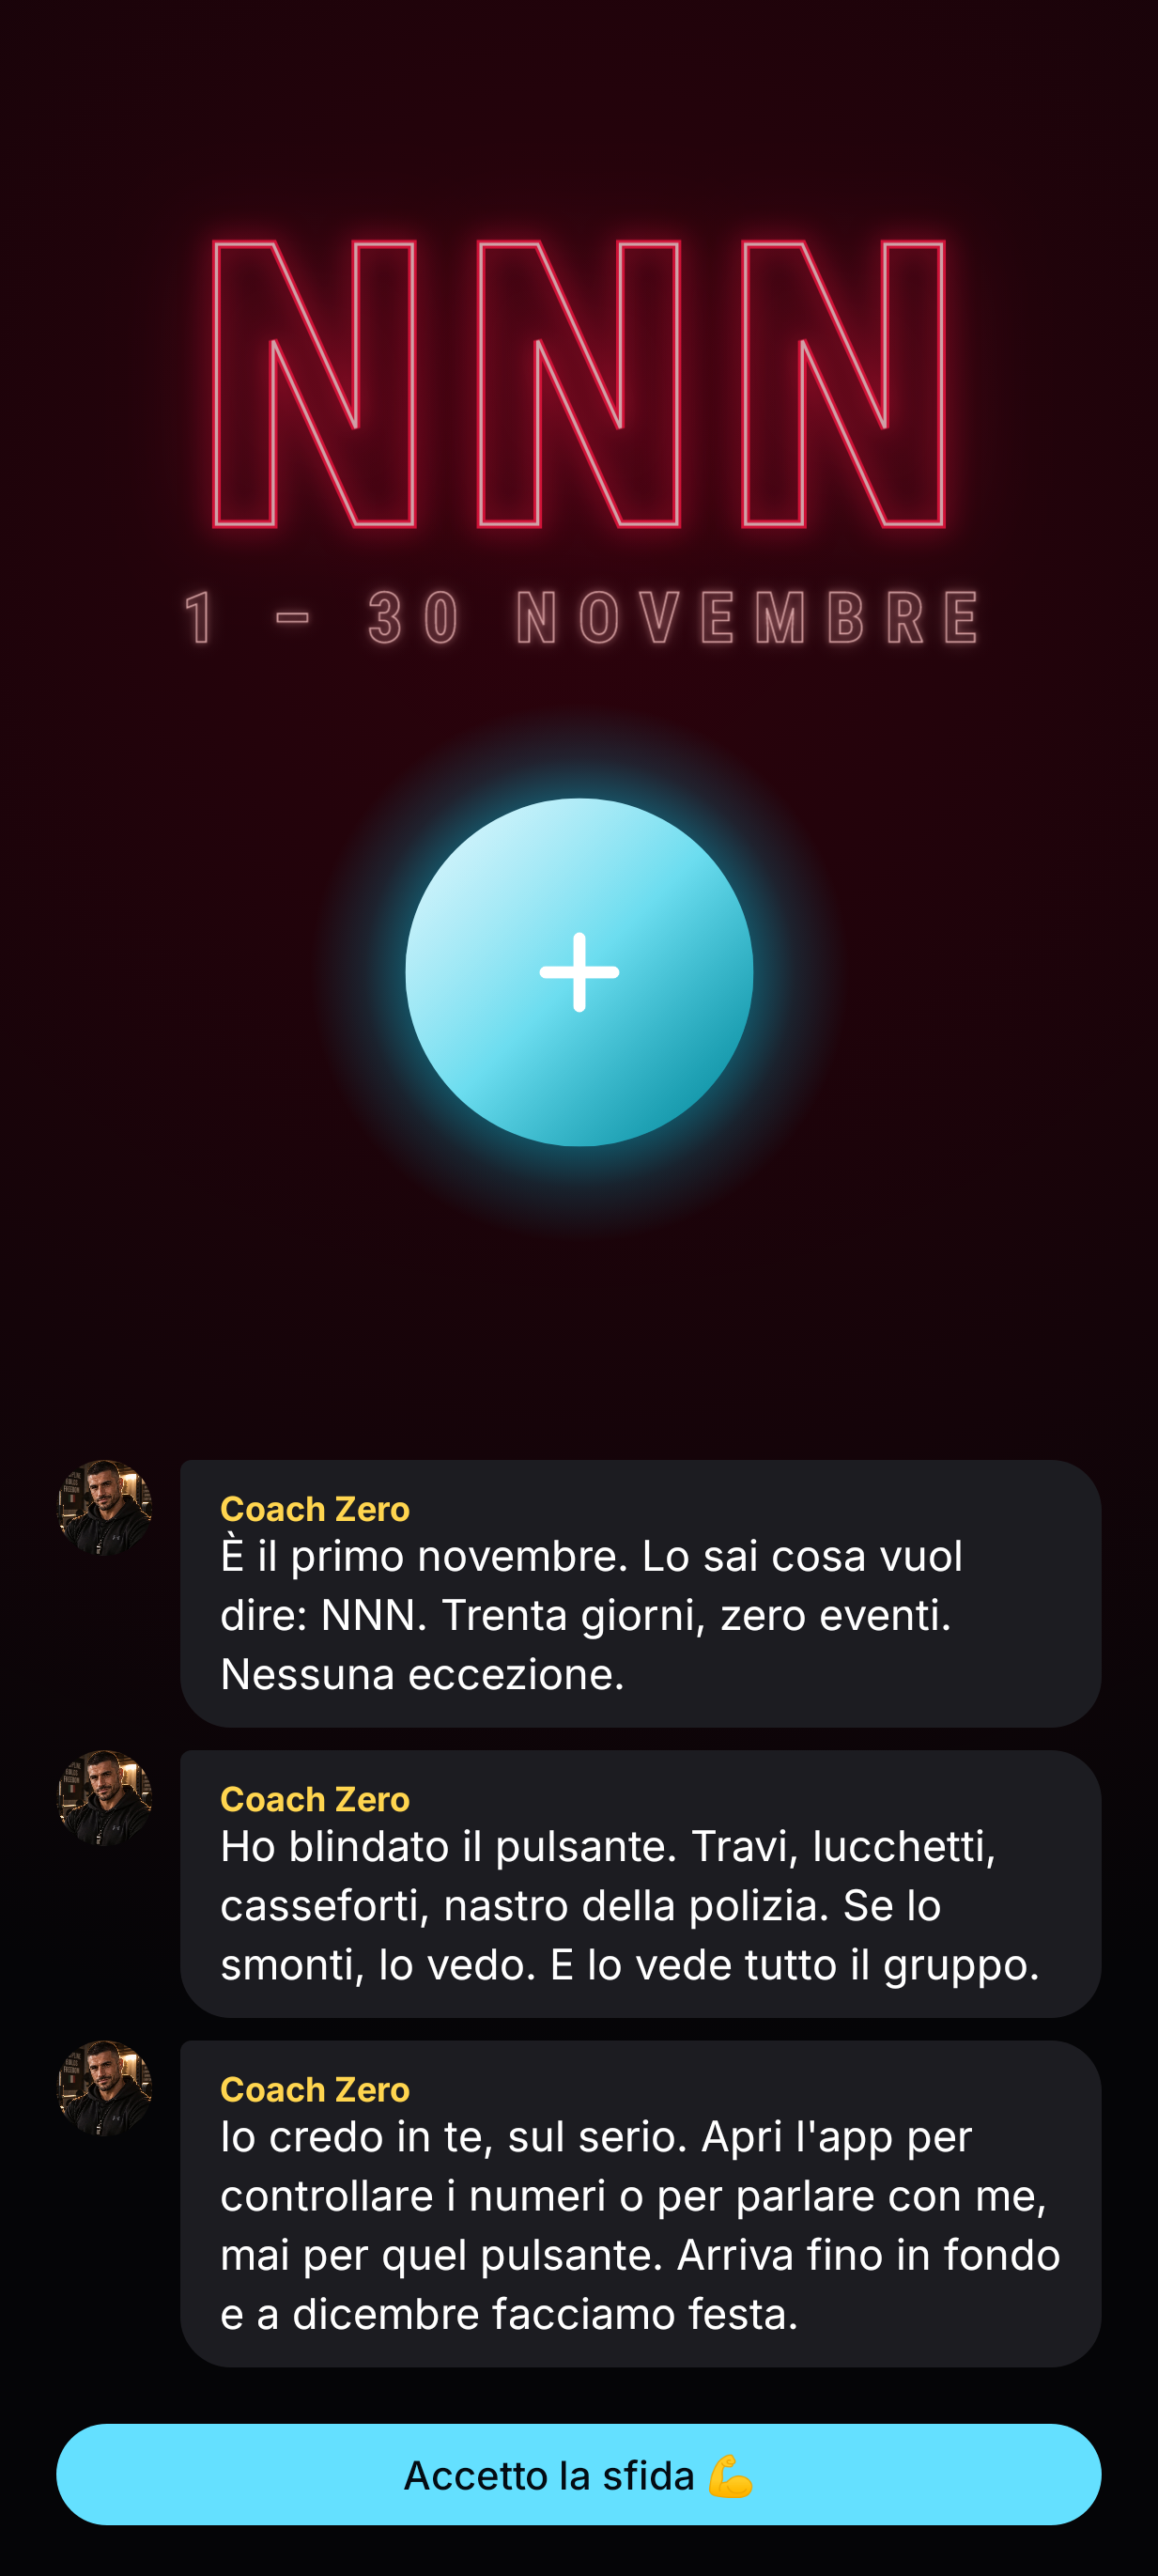 NNN
1 – 30 NOVEMBRE
Coach Zero
È il primo novembre. Lo sai cosa vuol
dire: NNN. Trenta giorni, zero eventi.
Nessuna eccezione.
Coach Zero
Ho blindato il pulsante. Travi, lucchetti,
casseforti, nastro della polizia. Se lo
smonti, lo vedo. E lo vede tutto il gruppo.
Coach Zero
Io credo in te, sul serio. Apri l'app per
controllare i numeri o per parlare con me,
mai per quel pulsante. Arriva fino in fondo
e a dicembre facciamo festa.
Accetto la sfida 💪